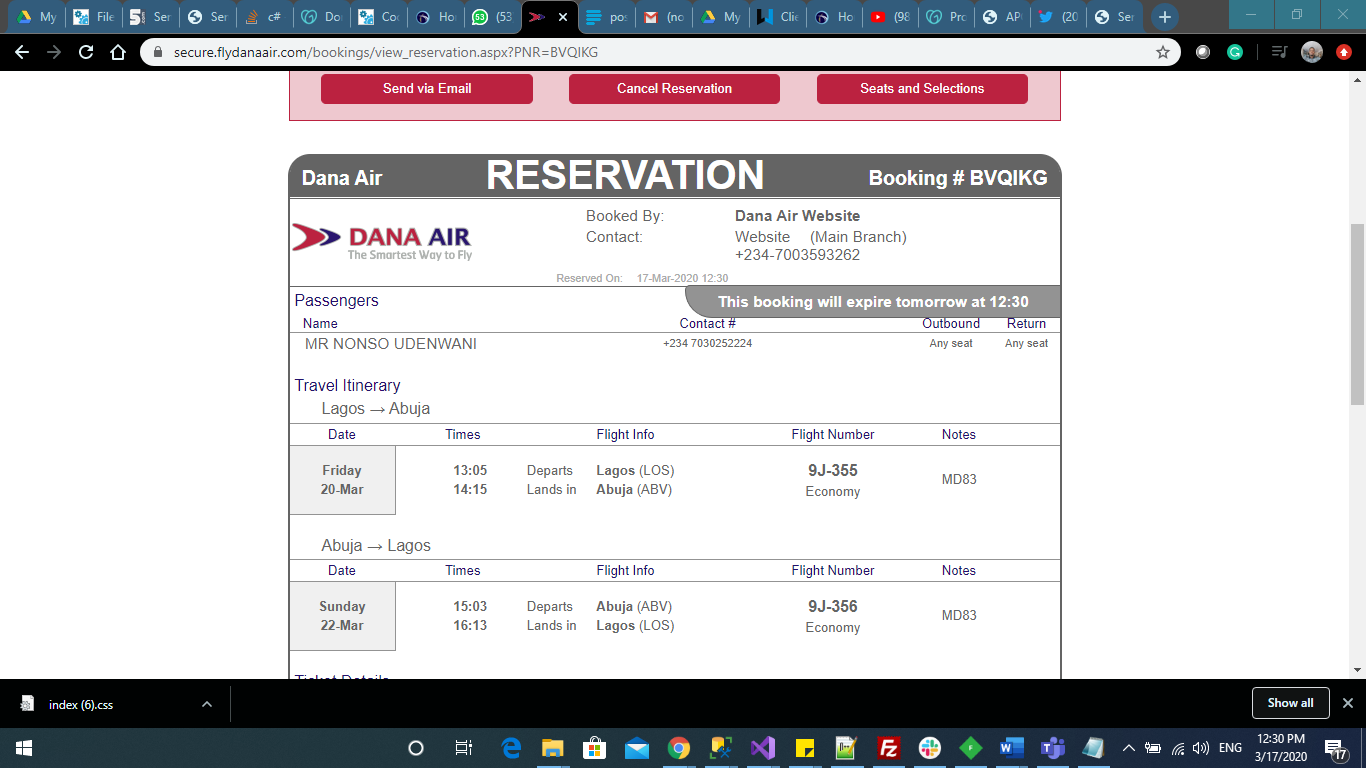 My
File
Ser
Ser
c#
Do
Co
Ho
(53
pos
(no
My
Clic
Ho
(98
Pro
AP
(20
Ser
secure.flydanaair.com/bookings/view_reservation.aspx?PNR=BVQIKG
Send via Email Cancel Reservation Seats and Selections
Dana Air RESERVATION Booking # BVQIKG
DANA AIR
The Smartest Way to Fly
Booked By: Dana Air Website
Contact: Website (Main Branch)
+234-7003593262
Reserved On: 17-Mar-2020 12:30
Passengers
This booking will expire tomorrow at 12:30
Name Contact # Outbound Return
MR NONSO UDENWANI +234 7030252224 Any seat Any seat
Travel Itinerary
Lagos → Abuja
Date Times Flight Info Flight Number Notes
Friday 13:05 Departs Lagos (LOS) 9J-355
20-Mar 14:15 Lands in Abuja (ABV) Economy MD83
Abuja → Lagos
Date Times Flight Info Flight Number Notes
Sunday 15:03 Departs Abuja (ABV) 9J-356
22-Mar 16:13 Lands in Lagos (LOS) Economy MD83
Ticket Details
index (6).css
Show all
ENG
12:30 PM
3/17/2020
17